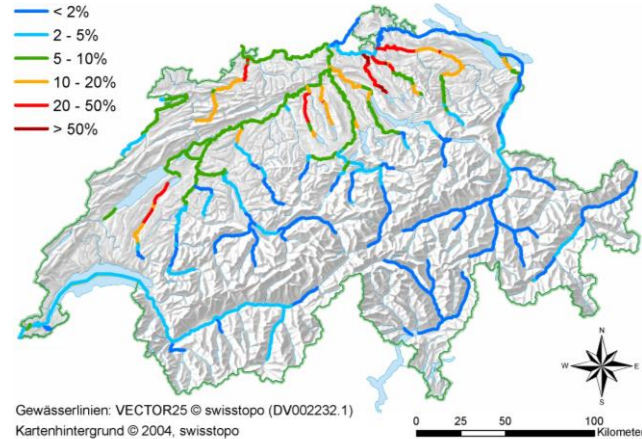 < 2%
2 - 5%
5 - 10%
10 - 20%
20 - 50%
> 50%
N
W E
S
Gewässerlinien: VECTOR25 © swisstopo (DV002232.1)
Kartenhintergrund © 2004, swisstopo
0 25 50 100
Kilometer